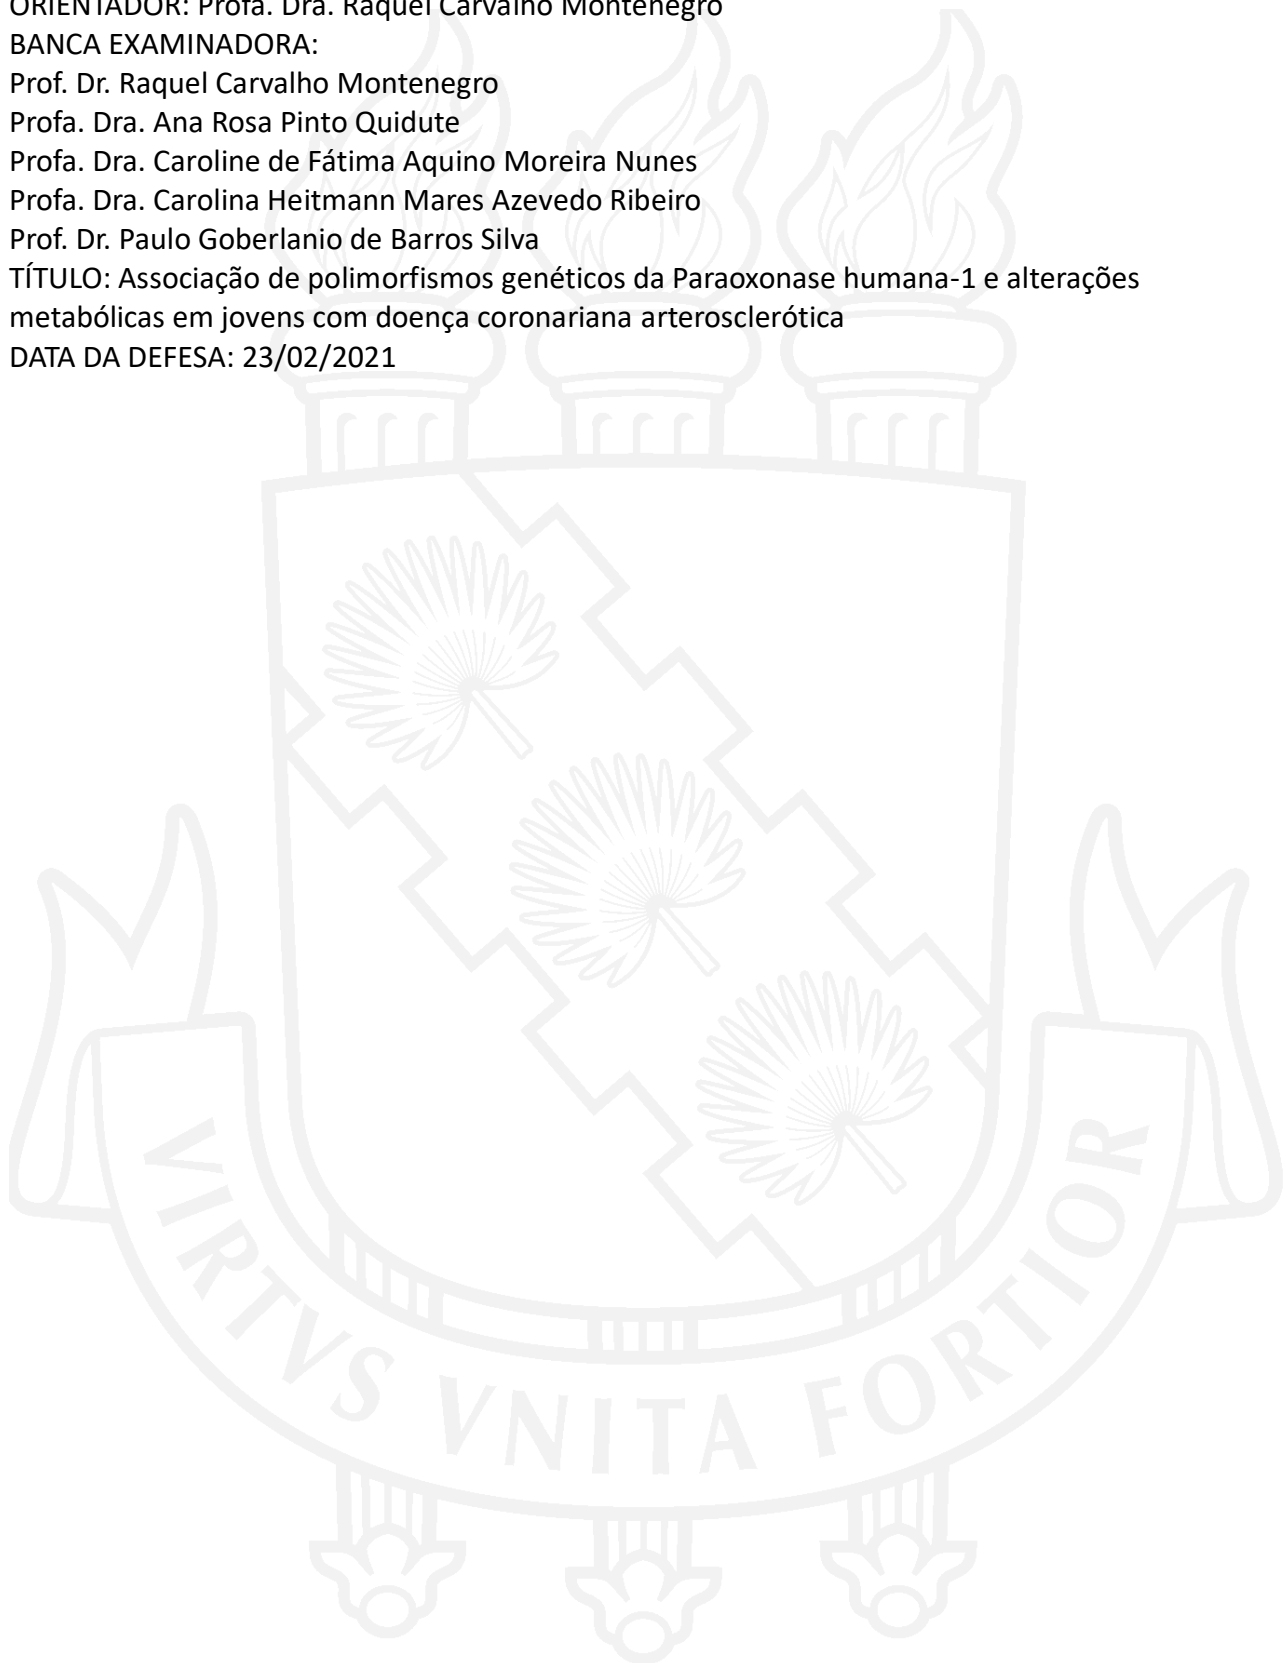 ORIENTADOR: Profa. Dra. Raquel Carvalho Montenegro
BANCA EXAMINADORA:
Prof. Dr. Raquel Carvalho Montenegro
Profa. Dra. Ana Rosa Pinto Quidute
Profa. Dra. Caroline de Fátima Aquino Moreira Nunes
Profa. Dra. Carolina Heitmann Mares Azevedo Ribeiro
Prof. Dr. Paulo Goberlanio de Barros Silva
TÍTULO: Associação de polimorfismos genéticos da Paraoxonase humana-1 e alterações
metabólicas em jovens com doença coronariana arterosclerótica
DATA DA DEFESA: 23/02/2021
VIRTVS VNITA FORTIOR